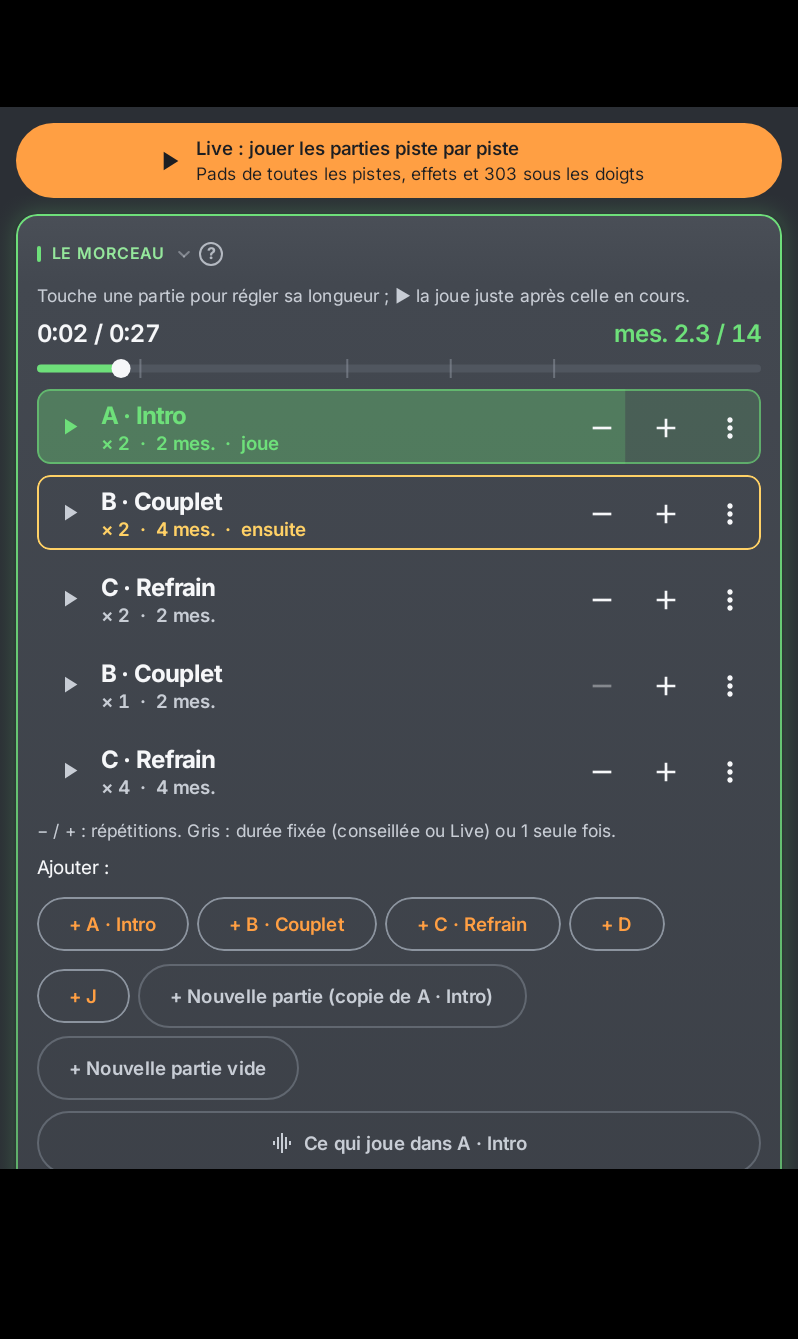 Live : jouer les parties piste par piste
Pads de toutes les pistes, effets et 303 sous les doigts
LE MORCEAU ?
Touche une partie pour régler sa longueur ; ▶ la joue juste après celle en cours.
0:02 / 0:27 mes. 2.3 / 14
A · Intro
× 2 · 2 mes. · joue
B · Couplet
× 2 · 4 mes. · ensuite
C · Refrain
× 2 · 2 mes.
B · Couplet
× 1 · 2 mes.
C · Refrain
× 4 · 4 mes.
− / + : répétitions. Gris : durée fixée (conseillée ou Live) ou 1 seule fois.
Ajouter :
+ A · Intro + B · Couplet + C · Refrain + D
+ J + Nouvelle partie (copie de A · Intro)
+ Nouvelle partie vide
Ce qui joue dans A · Intro